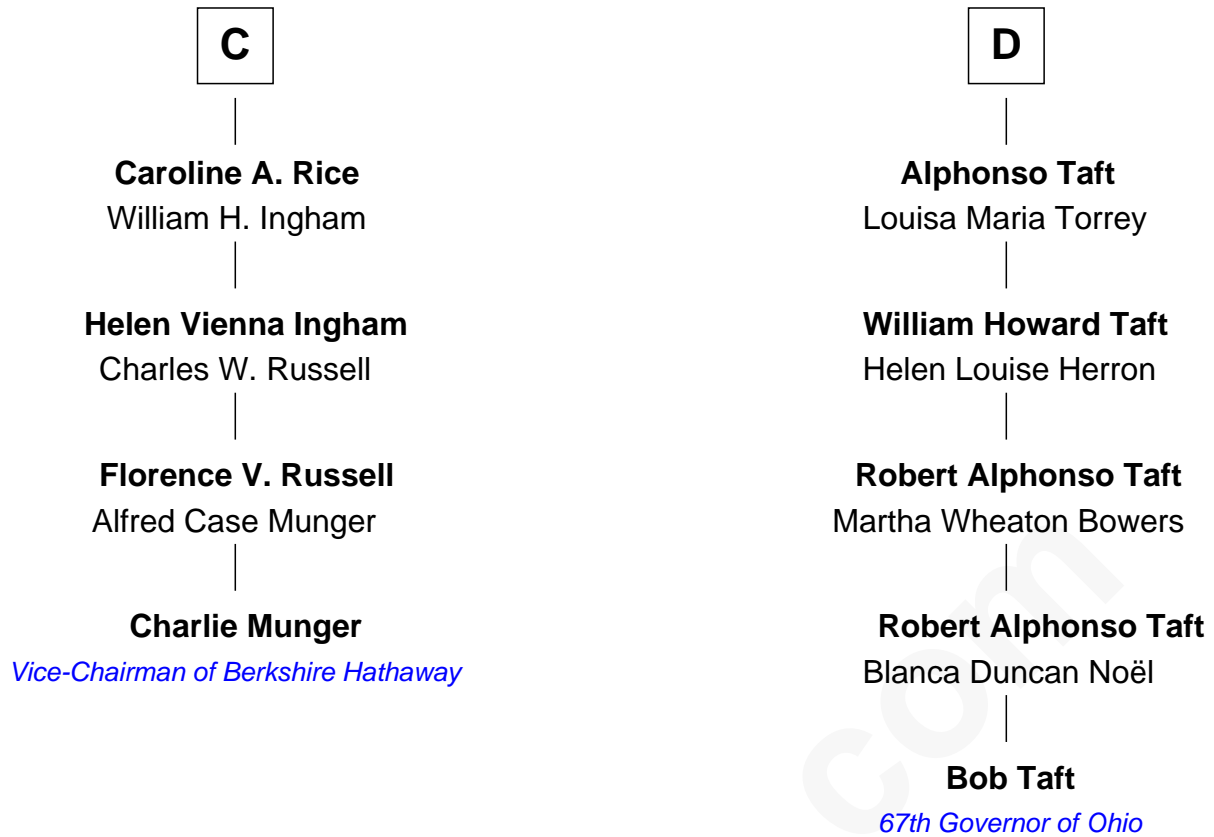 C
Caroline A. Rice
William H. Ingham
Helen Vienna Ingham
Charles W. Russell
Florence V. Russell
Alfred Case Munger
Charlie Munger
Vice-Chairman of Berkshire Hathaway
D
Alphonso Taft
Louisa Maria Torrey
William Howard Taft
Helen Louise Herron
Robert Alphonso Taft
Martha Wheaton Bowers
Robert Alphonso Taft
Blanca Duncan Noël
Bob Taft
67th Governor of Ohio
com